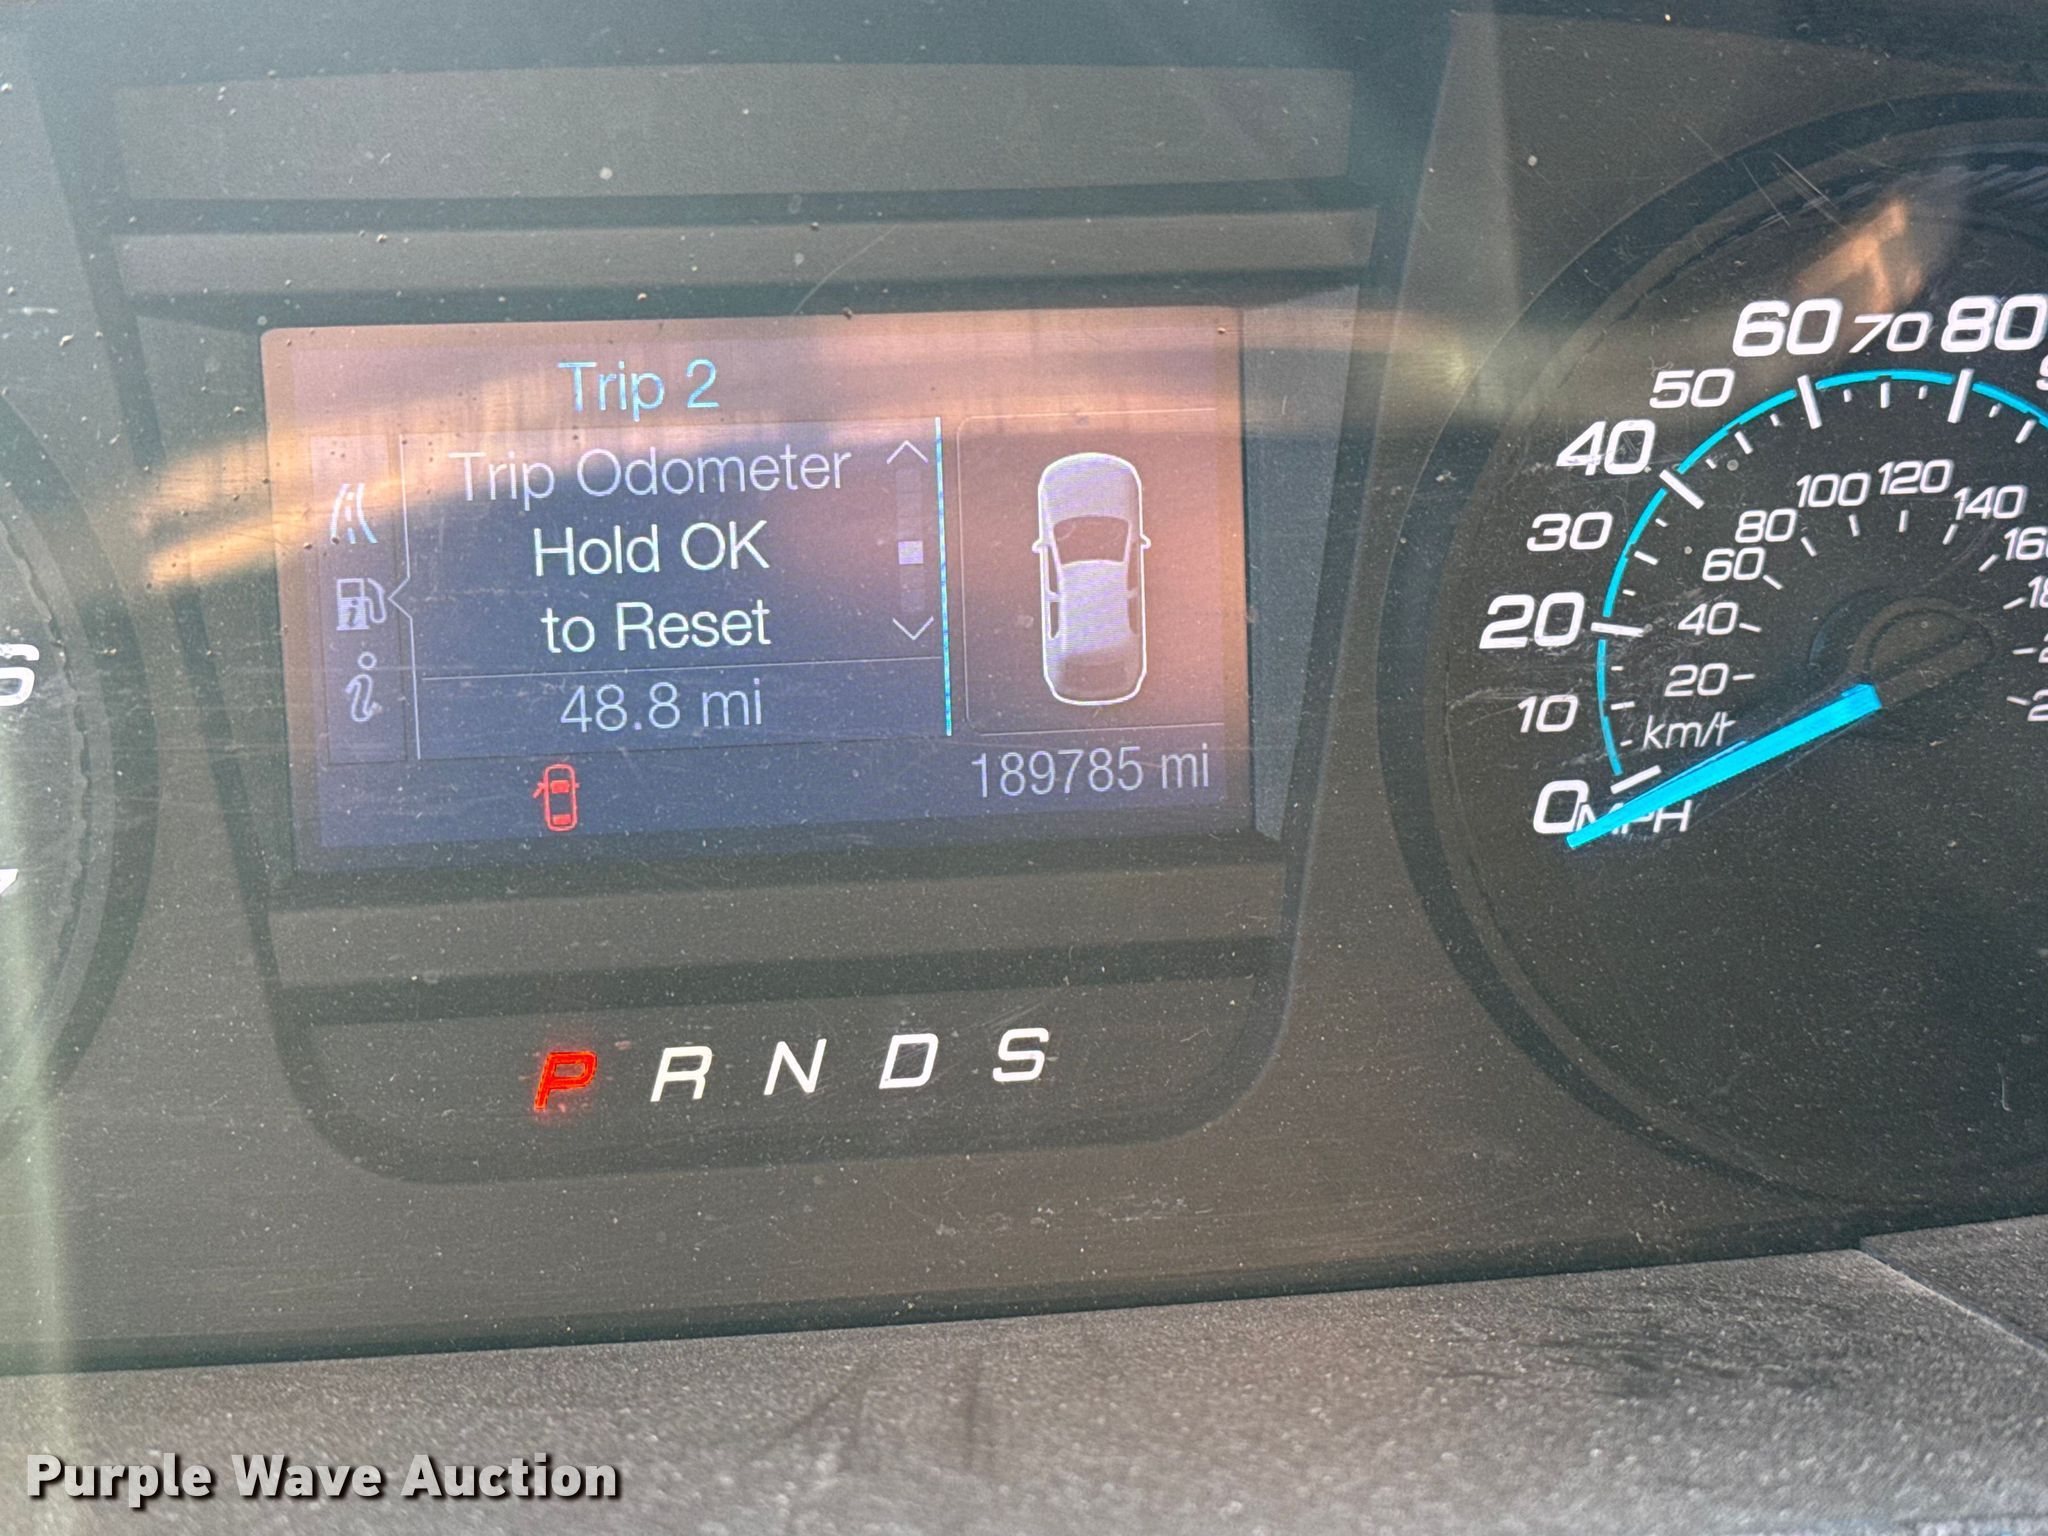 Trip 2
Trip Odometer
Hold OK
to Reset
48.8 mi
189785 mi
P R N D S
6
0 10 20 30 40 50 60 70 80
MPH
20 40 60 80 100 120 140
km/h
Purple Wave Auction